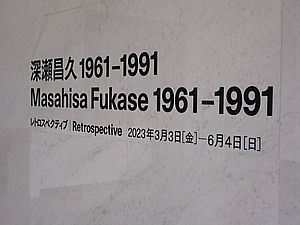 深瀬昌久 1961–1991
Masahisa Fukase 1961–1991
レトロスペクティブ | Retrospective 2023年3月3日[金]—6月4日[日]